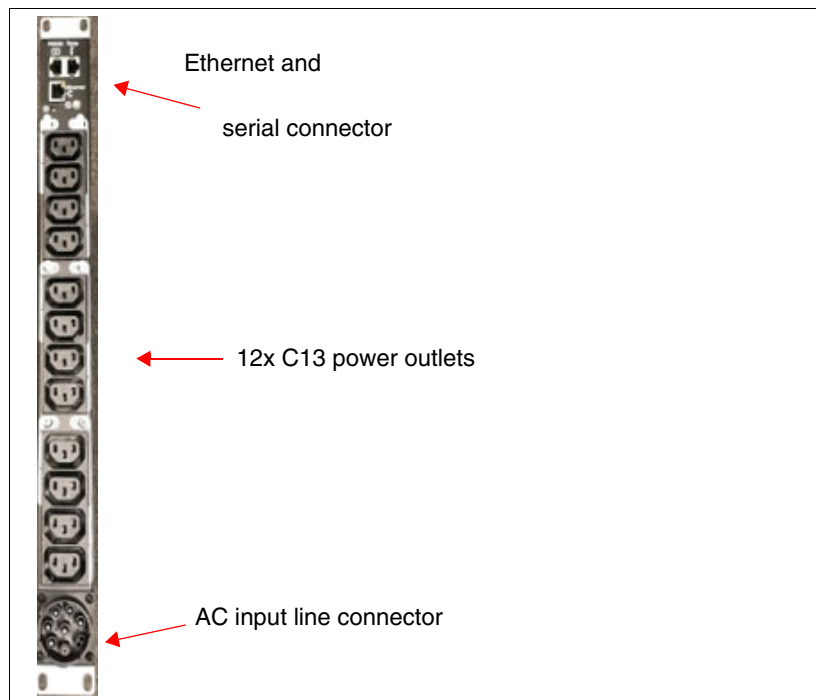 Ethernet and
serial connector
12x C13 power outlets
AC input line connector